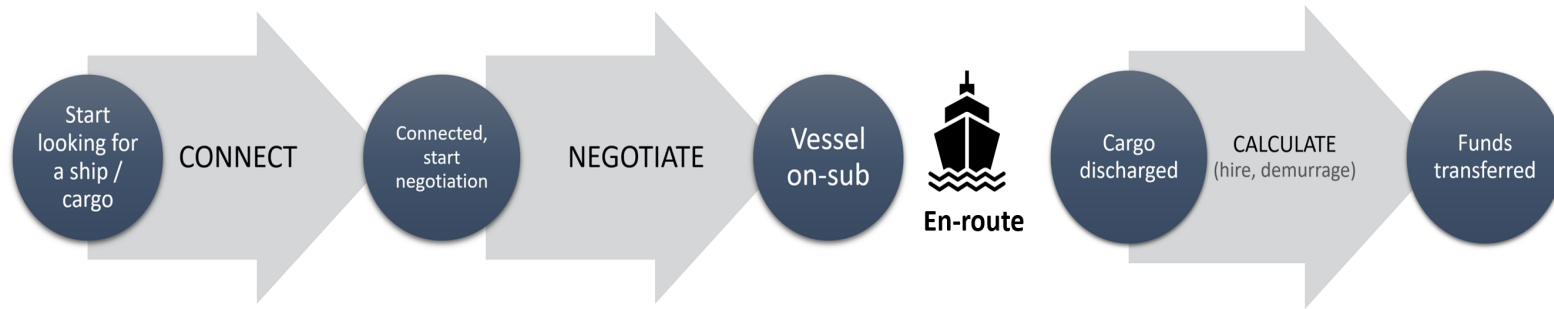 Start
looking for
a ship /
cargo
CONNECT
Connected,
start
negotiation
NEGOTIATE
Vessel
on-sub
En-route
Cargo
discharged
CALCULATE
(hire, demurrage)
Funds
transferred